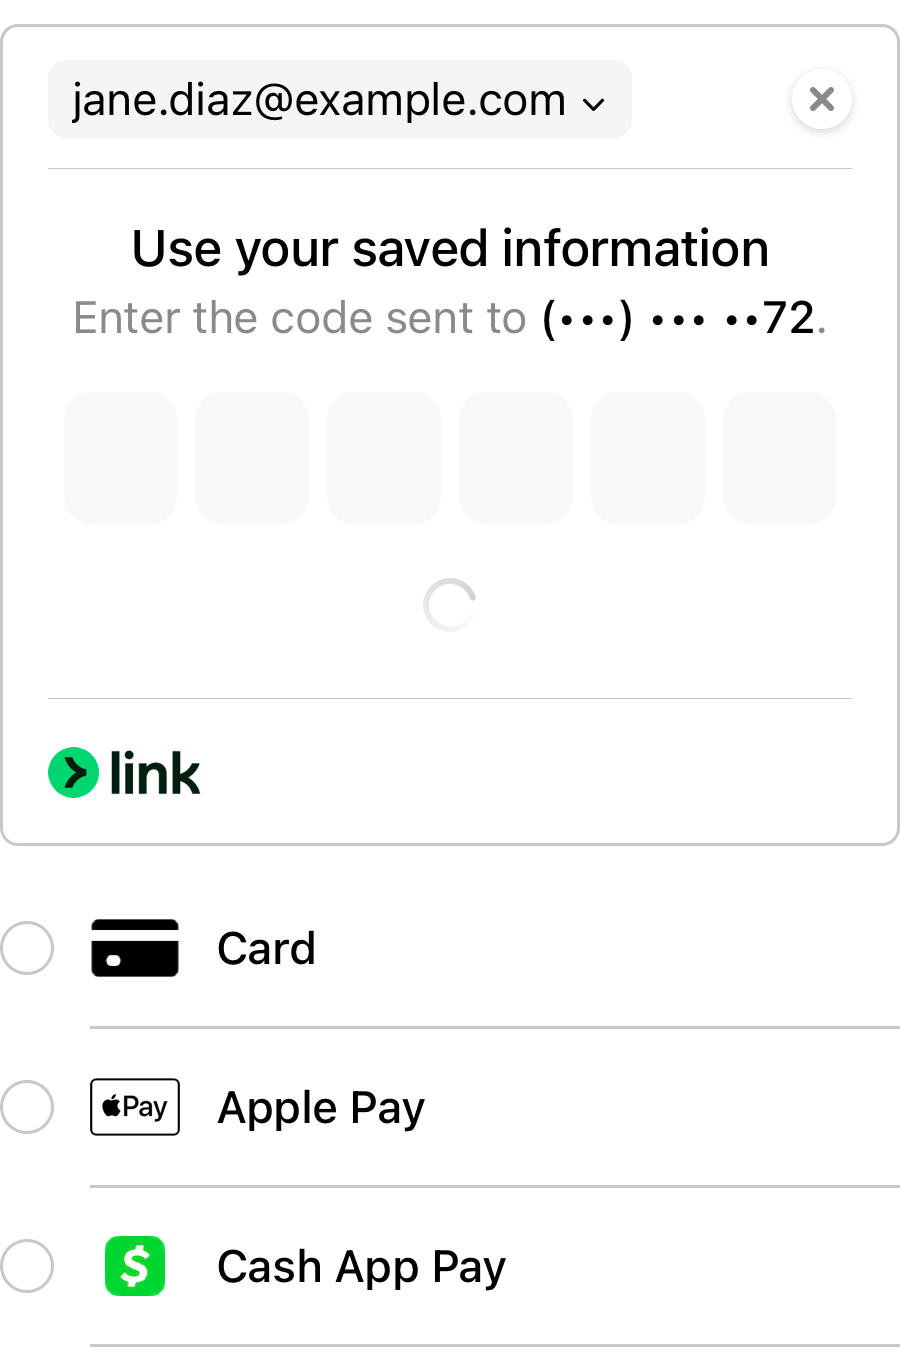 jane.diaz@example.com
Use your saved information
Enter the code sent to (•••) ••• ••72.
link
Card
Pay
Apple Pay
$
Cash App Pay